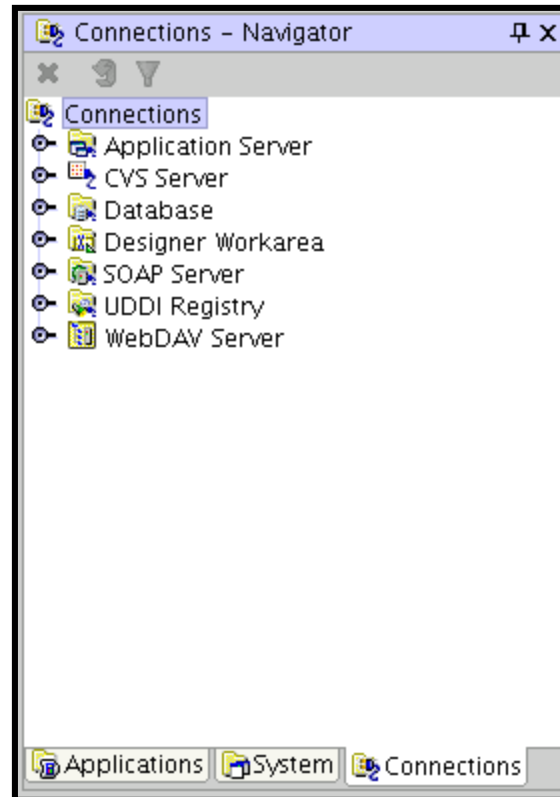 Connections – Navigator
Connections
Application Server
CVS Server
Database
Designer Workarea
SOAP Server
UDDI Registry
WebDAV Server
Applications System Connections